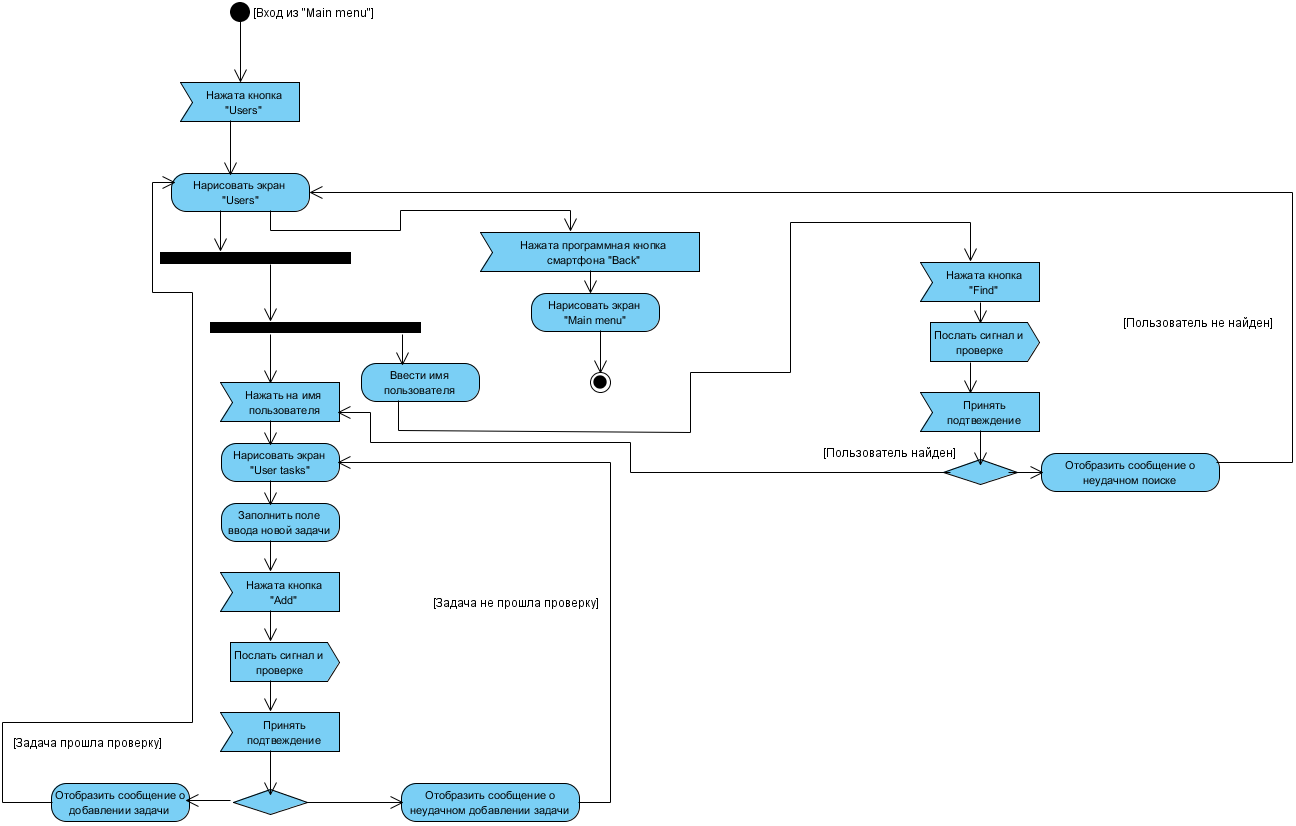 [Вход из "Main menu"]
Нажата кнопка
"Users"
Нарисовать экран
"Users"
Нажата программная кнопка
смартфона "Back"
Нарисовать экран
"Main menu"
Нажата кнопка
"Find"
Послать сигнал и
проверке
Принять
подтвеждение
[Пользователь не найден]
[Пользователь найден]
Отобразить сообщение о
неудачном поиске
Ввести имя
пользователя
Нажать на имя
пользователя
Нарисовать экран
"User tasks"
Заполнить поле
ввода новой задачи
Нажата кнопка
"Add"
[Задача не прошла проверку]
Послать сигнал и
проверке
Принять
подтвеждение
[Задача прошла проверку]
Отобразить сообщение о
добавлении задачи
Отобразить сообщение о
неудачном добавлении задачи